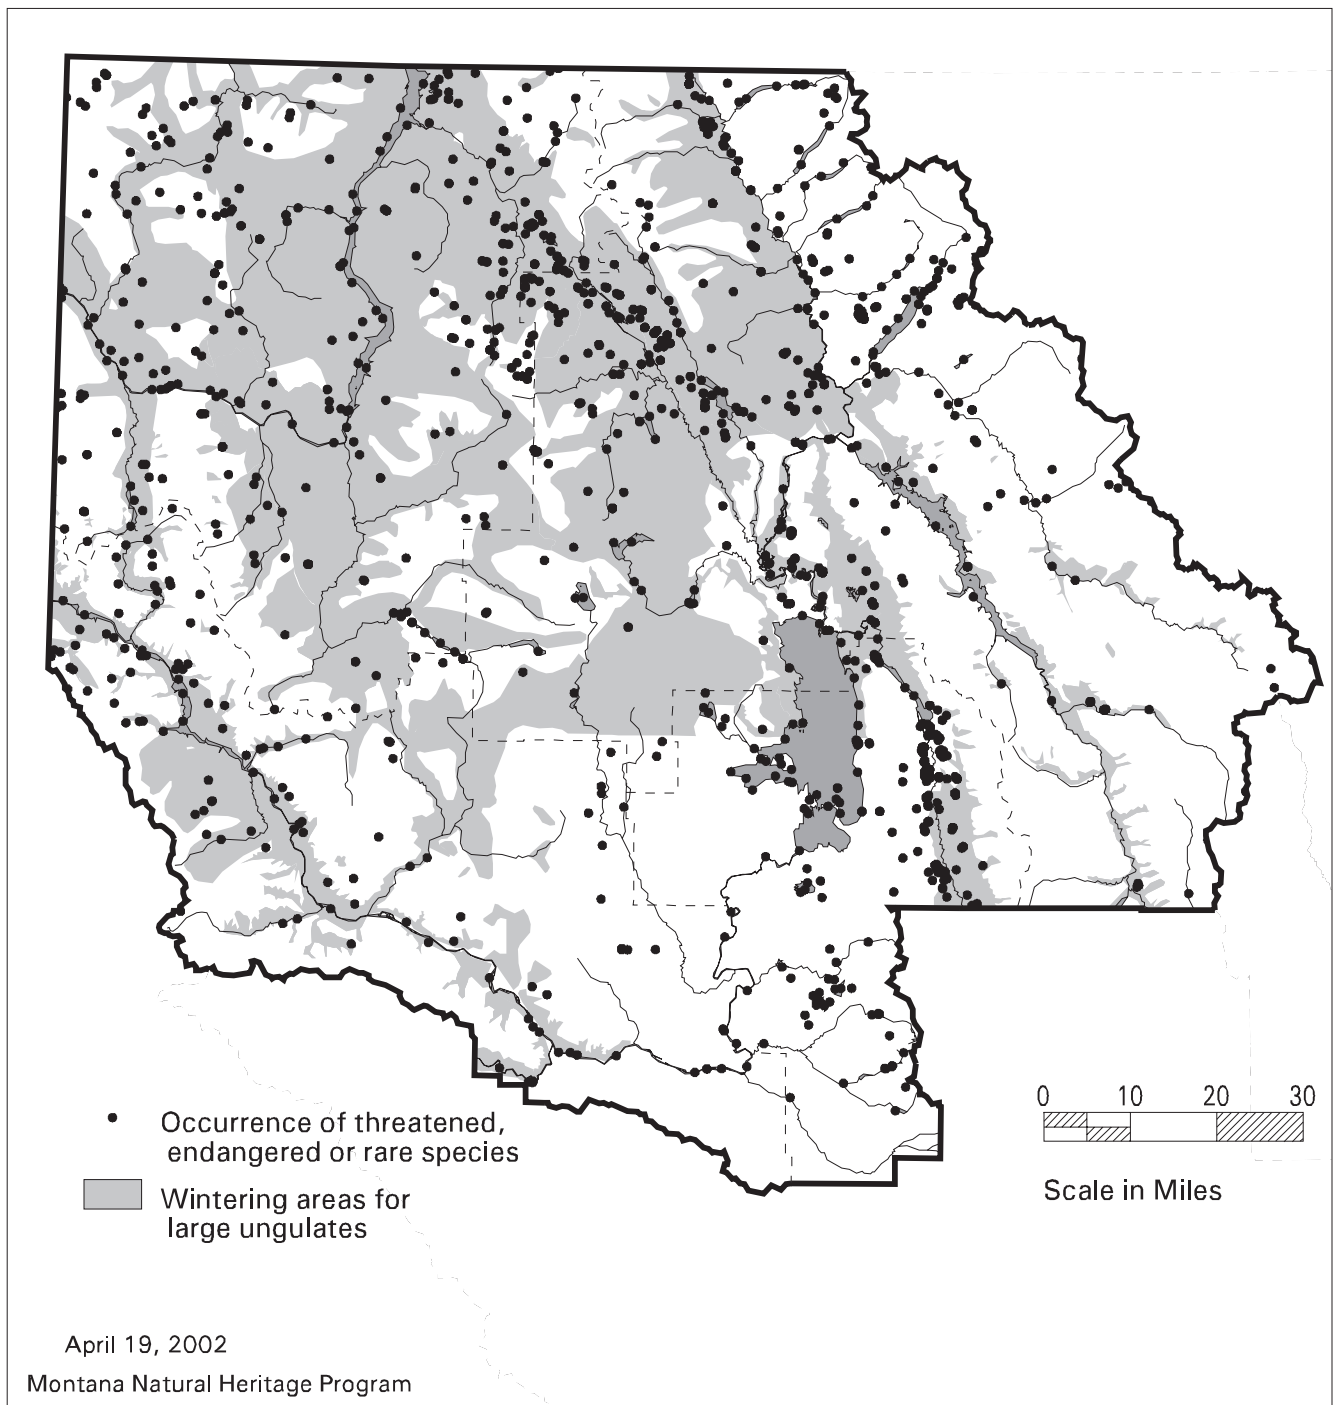 Occurrence of threatened,
endangered or rare species
Wintering areas for
large ungulates
0 10 20 30
Scale in Miles
April 19, 2002
Montana Natural Heritage Program